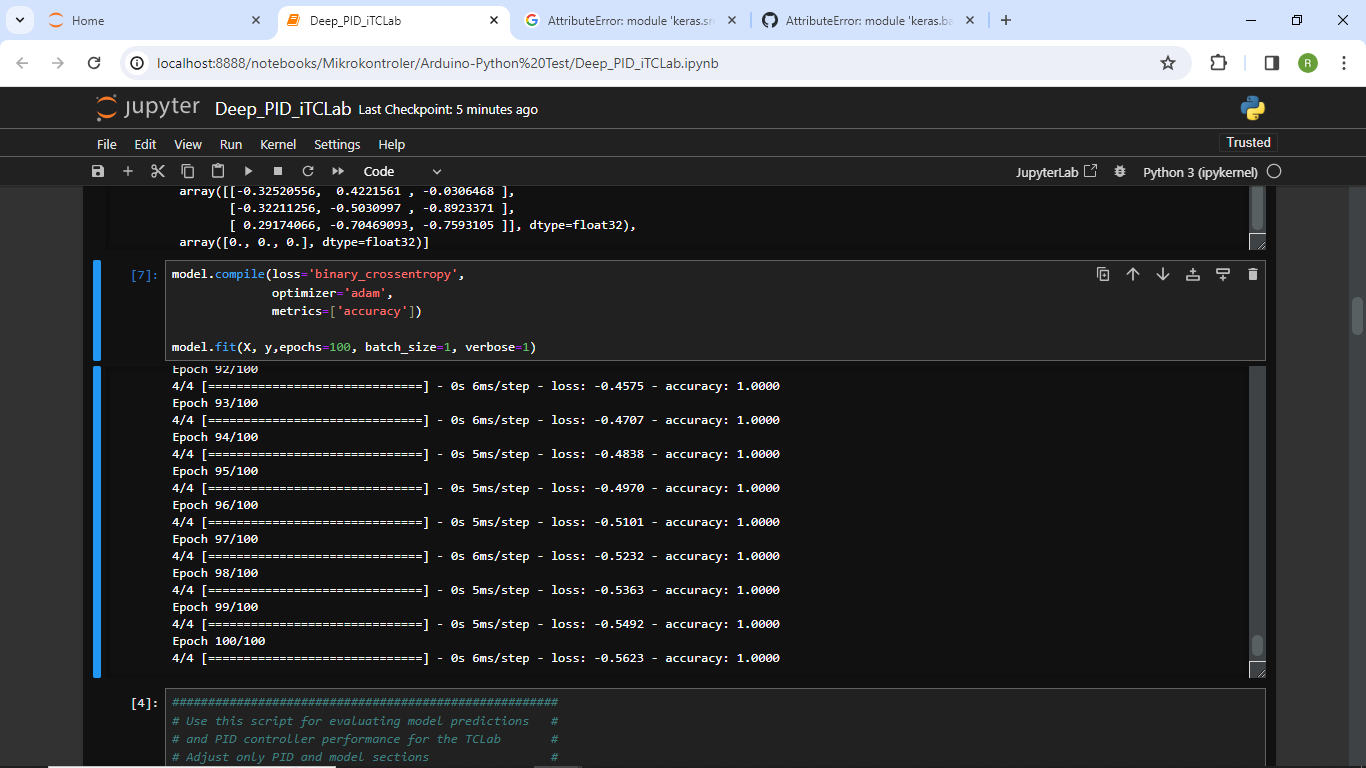 Home
Deep_PID_iTCLab
AttributeError: module 'keras.sr
AttributeError: module 'keras.ba
localhost:8888/notebooks/Mikrokontroler/Arduino-Python%20Test/Deep_PID_iTCLab.ipynb
R
jupyter Deep_PID_iTCLab Last Checkpoint: 5 minutes ago
File Edit View Run Kernel Settings Help
Trusted
Code
JupyterLab
Python 3 (ipykernel)
array([[-0.32520556, 0.4221561 , -0.0306468 ],
[-0.32211256, -0.5030997 , -0.8923371 ],
[ 0.29174066, -0.70469093, -0.7593105 ]], dtype=float32),
array([0., 0., 0.], dtype=float32)]
[7]:
model.compile(loss='binary_crossentropy',
optimizer='adam',
metrics=['accuracy'])
model.fit(X, y,epochs=100, batch_size=1, verbose=1)
Epoch 92/100
4/4 [==============================] - 0s 6ms/step - loss: -0.4575 - accuracy: 1.0000
Epoch 93/100
4/4 [==============================] - 0s 6ms/step - loss: -0.4707 - accuracy: 1.0000
Epoch 94/100
4/4 [==============================] - 0s 5ms/step - loss: -0.4838 - accuracy: 1.0000
Epoch 95/100
4/4 [==============================] - 0s 5ms/step - loss: -0.4970 - accuracy: 1.0000
Epoch 96/100
4/4 [==============================] - 0s 5ms/step - loss: -0.5101 - accuracy: 1.0000
Epoch 97/100
4/4 [==============================] - 0s 6ms/step - loss: -0.5232 - accuracy: 1.0000
Epoch 98/100
4/4 [==============================] - 0s 5ms/step - loss: -0.5363 - accuracy: 1.0000
Epoch 99/100
4/4 [==============================] - 0s 5ms/step - loss: -0.5492 - accuracy: 1.0000
Epoch 100/100
4/4 [==============================] - 0s 6ms/step - loss: -0.5623 - accuracy: 1.0000
[4]:
######################################################
# Use this script for evaluating model predictions #
# and PID controller performance for the TCLab #
# Adjust only PID and model sections #